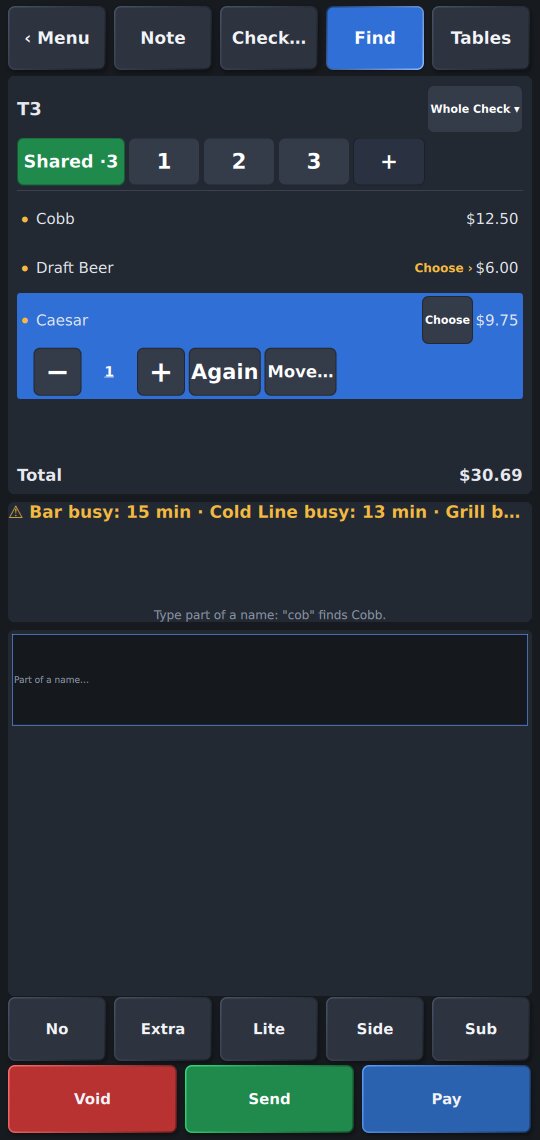 ‹ Menu Note Check… Find Tables
T3 Whole Check ▾
Shared ·3 1 2 3 +
• Cobb $12.50
• Draft Beer Choose › $6.00
• Caesar Choose $9.75
− 1 + Again Move…
Total $30.69
⚠ Bar busy: 15 min · Cold Line busy: 13 min · Grill b…
Type part of a name: "cob" finds Cobb.
Part of a name…
No Extra Lite Side Sub
Void Send Pay